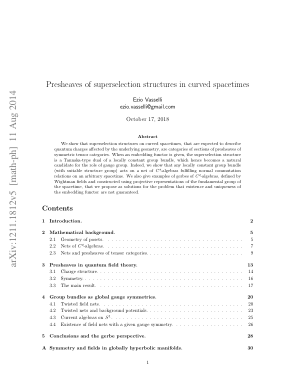 arXiv:1211.1812v5 [math-ph] 11 Aug 2014
Presheaves of superselection structures in curved spacetimes
Ezio Vasselli
ezio.vasselli@gmail.com
October 17, 2018
Abstract
We show that superselection structures on curved spacetimes, that are expected to describe
quantum charges affected by the underlying geometry, are categories of sections of presheaves of
symmetric tensor categories. When an embedding functor is given, the superselection structure
is a Tannaka-type dual of a locally constant group bundle, which hence becomes a natural
candidate for the role of gauge group. Indeed, we show that any locally constant group bundle
(with suitable structure group) acts on a net of C*-algebras fulfilling normal commutation
relations on an arbitrary spacetime. We also give examples of gerbes of C*-algebras, defined by
Wightman fields and constructed using projective representations of the fundamental group of
the spacetime, that we propose as solutions for the problem that existence and uniqueness of
the embedding functor are not guaranteed.
Contents
1 Introduction. 2
2 Mathematical background. 5
2.1 Geometry of posets. . . . 5
2.2 Nets of C*-algebras. . . . 7
2.3 Nets and presheaves of tensor categories. . . . 9
3 Presheaves in quantum field theory. 13
3.1 Charge structure. . . . 14
3.2 Symmetry. . . . 16
3.3 The main result. . . . 17
4 Group bundles as global gauge symmetries. 20
4.1 Twisted field nets. . . . 20
4.2 Twisted nets and background potentials. . . . 23
4.3 Current algebras on S¹. . . . 25
4.4 Existence of field nets with a given gauge symmetry. . . . 26
5 Conclusions and the gerbe perspective. 28
A Symmetry and fields in globally hyperbolic manifolds. 30
1